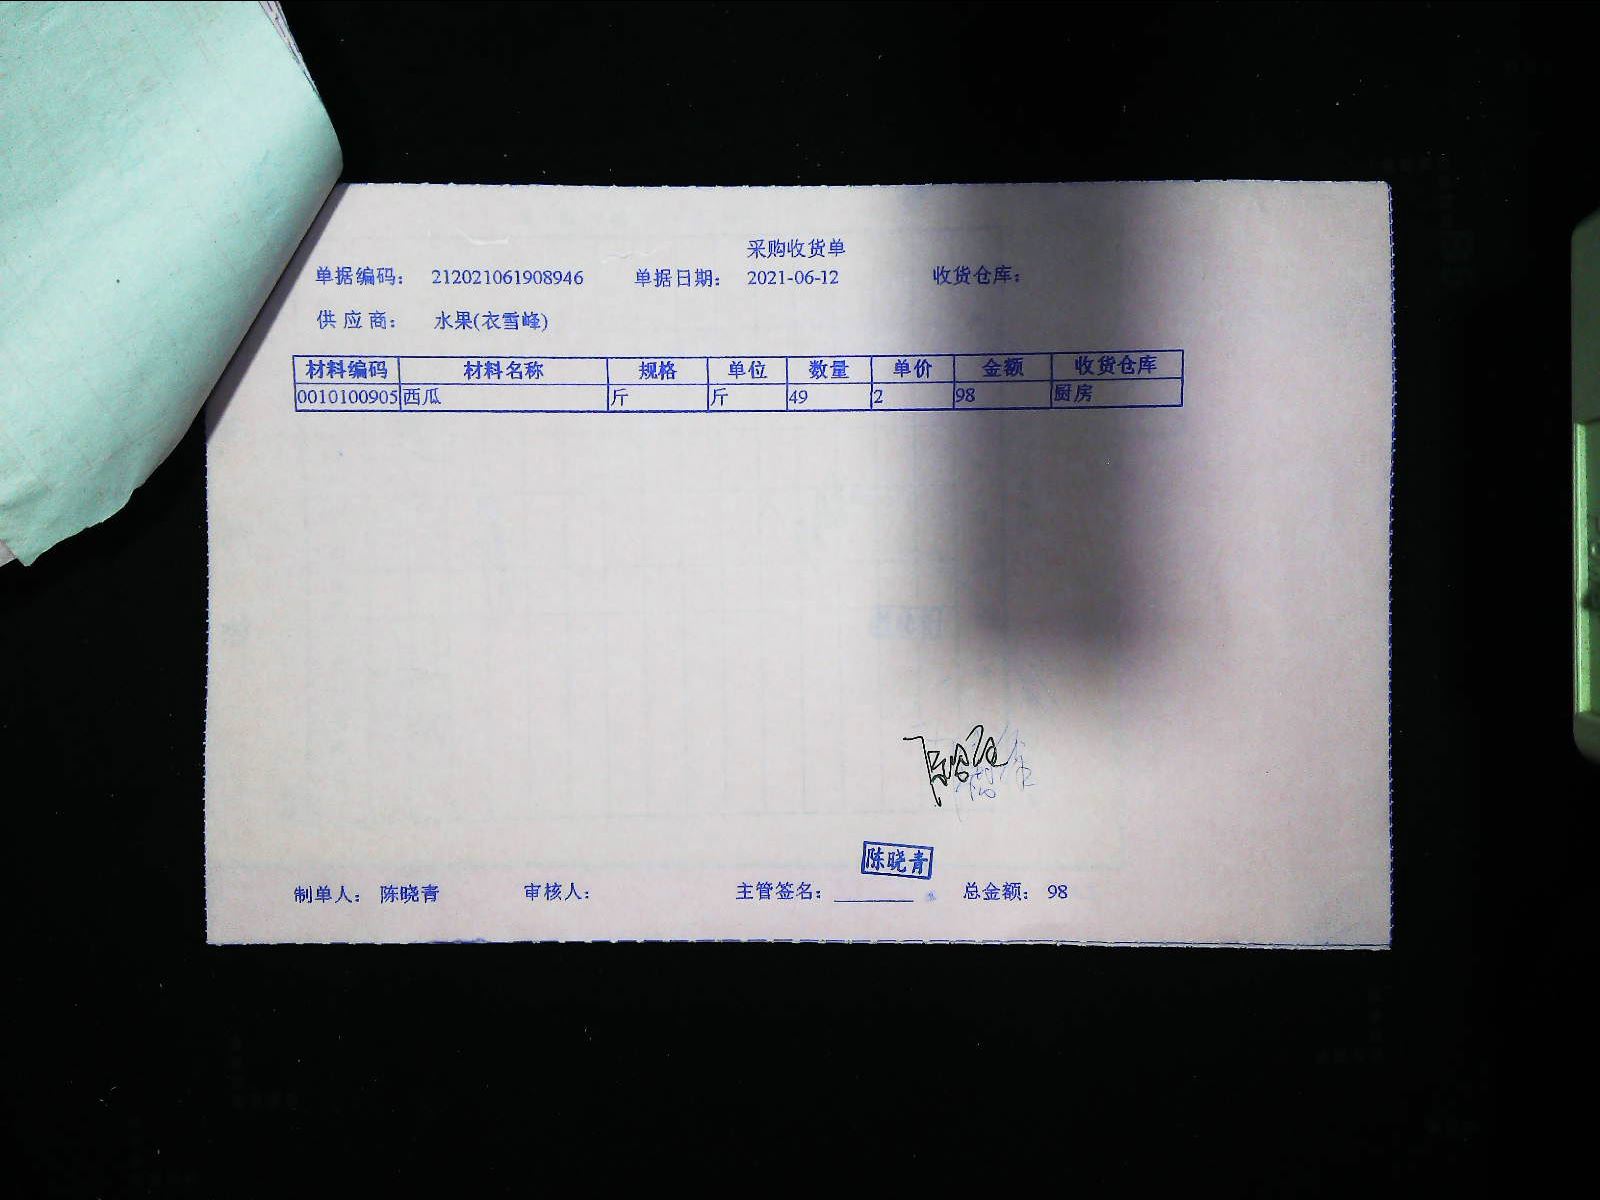 采购收货单
单据编码： 212021061908946 单据日期： 2021-06-12 收货仓库：
供应商： 水果(衣雪峰)
材料编码 材料名称 规格 单位 数量 单价 金额 收货仓库
0010100905 西瓜 斤 斤 49 2 98 厨房
陈晓青
制单人： 陈晓青 审核人： 主管签名： 总金额： 98